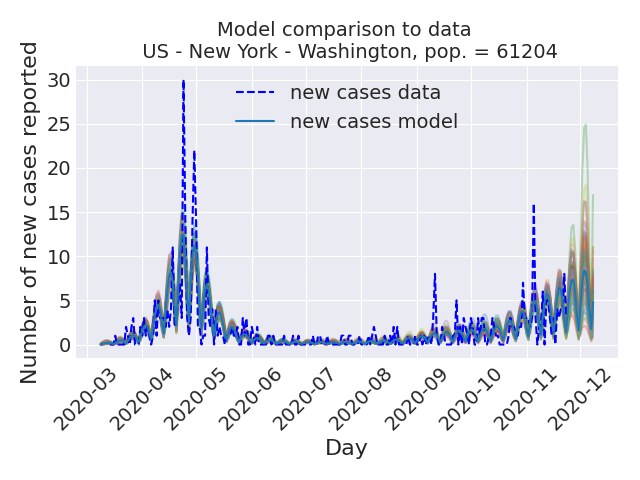 Model comparison to data
US - New York - Washington, pop. = 61204
Number of new cases reported
30
25
20
15
10
5
0
new cases data
new cases model
2020-03
2020-04
2020-05
2020-06
2020-07
2020-08
2020-09
2020-10
2020-11
2020-12
Day